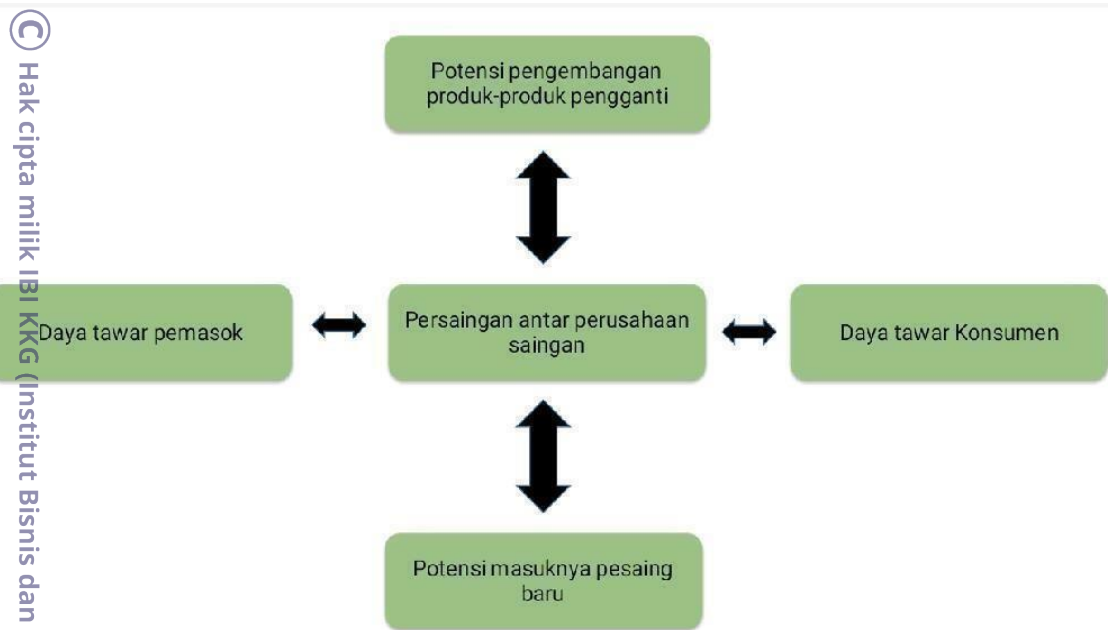 © Hak cipta milik IBI KKG (Institut Bisnis dan
Potensi pengembangan
produk-produk pengganti
Daya tawar pemasok
Persaingan antar perusahaan
saingan
Daya tawar Konsumen
Potensi masuknya pesaing
baru